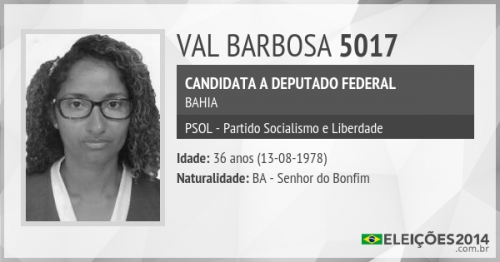 VAL BARBOSA 5017
CANDIDATA A DEPUTADO FEDERAL
BAHIA
PSOL - Partido Socialismo e Liberdade
Idade: 36 anos (13-08-1978)
Naturalidade: BA - Senhor do Bonfim
ELEIÇÕES2014
.com.br